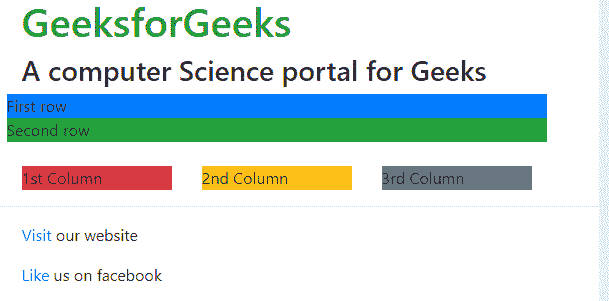 GeeksforGeeks
A computer Science portal for Geeks
First row
Second row
1st Column 2nd Column 3rd Column
Visit our website
Like us on facebook